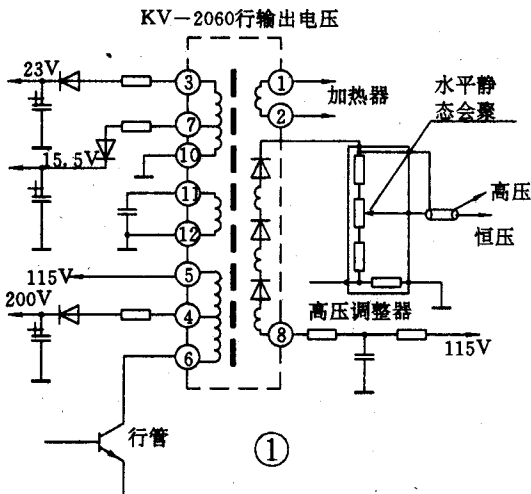 KV-2060行输出电压
23V
3
1
加热器
水平静
态会聚
7
2
15.5V
10
高压
11
恒压
12
115V
5
200V
4
高压调整器
8
115V
6
行管
①